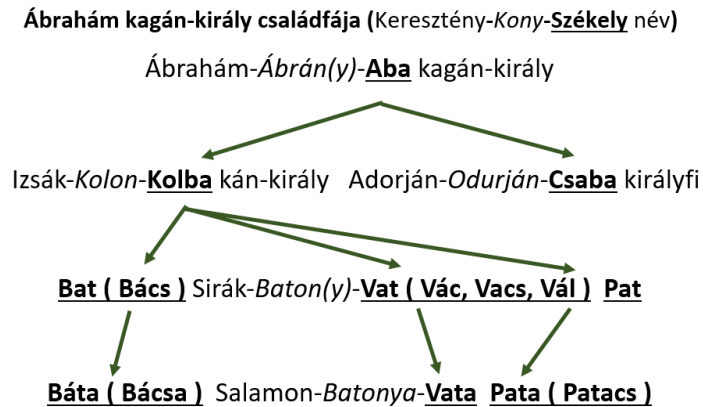 Ábrahám kagán-király családfája (Keresztény-Kony-Székely név)
Ábrahám-Ábrán(y)-Aba kagán-király
Izsák-Kolon-Kolba kán-király Adorján-Odurján-Csaba királyfi
Bat ( Bács ) Sirák-Baton(y)-Vat ( Vác, Vacs, Vál ) Pat
Báta ( Bácsa ) Salamon-Batonya-Vata Pata ( Patacs )